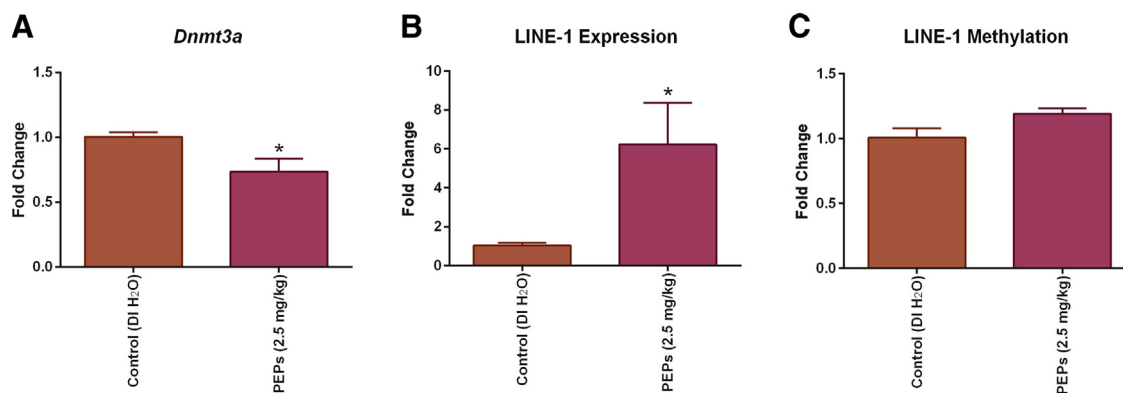 A
Dnmt3a
Fold Change
1.5
1.0
0.5
0.0
*
Control (DI H2O)
PEPs (2.5 mg/kg)
B
LINE-1 Expression
Fold Change
10
8
6
4
2
0
*
Control (DI H2O)
PEPs (2.5 mg/kg)
C
LINE-1 Methylation
Fold Change
1.5
1.0
0.5
0.0
Control (DI H2O)
PEPs (2.5 mg/kg)